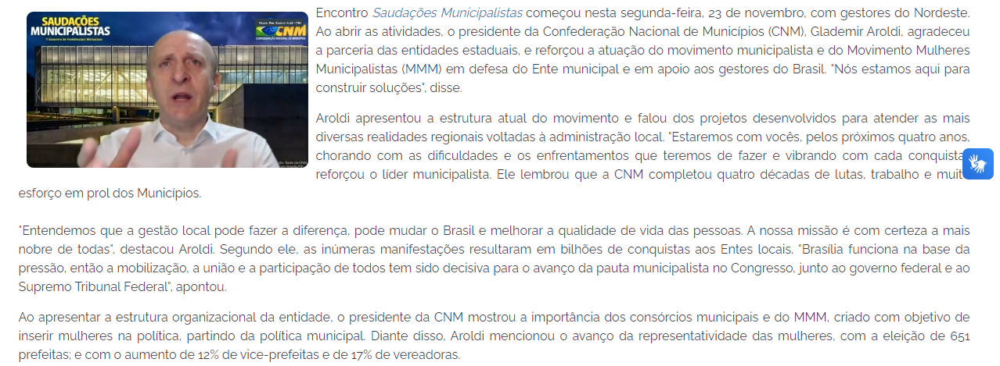 SAUDAÇÕES
MUNICIPALISTAS
CNM
Encontro Saudações Municipalistas começou nesta segunda-feira, 23 de novembro, com gestores do Nordeste.
Ao abrir as atividades, o presidente da Confederação Nacional de Municípios (CNM), Glademir Aroldi, agradeceu
a parceria das entidades estaduais, e reforçou a atuação do movimento municipalista e do Movimento Mulheres
Municipalistas (MMM) em defesa do Ente municipal e em apoio aos gestores do Brasil. "Nós estamos aqui para
construir soluções", disse.
Aroldi apresentou a estrutura atual do movimento e falou dos projetos desenvolvidos para atender as mais
diversas realidades regionais voltadas à administração local. "Estaremos com vocês, pelos próximos quatro anos,
chorando com as dificuldades e os enfrentamentos que teremos de fazer e vibrando com cada conquista
reforçou o líder municipalista. Ele lembrou que a CNM completou quatro décadas de lutas, trabalho e muit
esforço em prol dos Municípios.
"Entendemos que a gestão local pode fazer a diferença, pode mudar o Brasil e melhorar a qualidade de vida das pessoas. A nossa missão é com certeza a mais
nobre de todas", destacou Aroldi. Segundo ele, as inúmeras manifestações resultaram em bilhões de conquistas aos Entes locais. "Brasília funciona na base da
pressão, então a mobilização, a união e a participação de todos tem sido decisiva para o avanço da pauta municipalista no Congresso, junto ao governo federal e ao
Supremo Tribunal Federal", apontou.
Ao apresentar a estrutura organizacional da entidade, o presidente da CNM mostrou a importância dos consórcios municipais e do MMM, criado com objetivo de
inserir mulheres na política, partindo da política municipal. Diante disso, Aroldi mencionou o avanço da representatividade das mulheres, com a eleição de 651
prefeitas; e com o aumento de 12% de vice-prefeitas e de 17% de vereadoras.